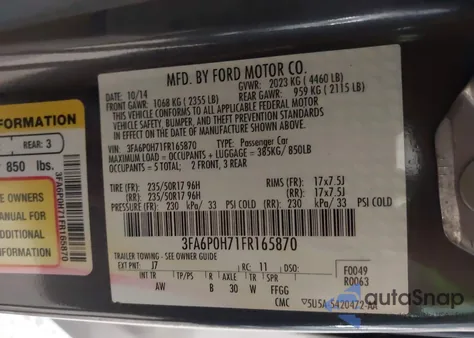 MFD. BY FORD MOTOR CO.
10/14
GVWR: 2023 KG ( 4460 LB)
FRONT GAWR: 1068 KG ( 2355 LB)
REAR GAWR: 959 KG ( 2115 LB)
THIS VEHICLE CONFORMS TO ALL APPLICABLE FEDERAL MOTOR
VEHICLE SAFETY, BUMPER, AND THEFT PREVENTION STANDARDS IN
EFFECT ON THE DATE OF MANUFACTURE SHOWN ABOVE.
VIN: 3FA6P0H71FR165870
TYPE: Passenger Car
MAXIMUM LOAD = OCCUPANTS + LUGGAGE = 385KG / 850LB
OCCUPANTS = 5 TOTAL: 2 FRONT, 3 REAR
TIRE (FR): 235/50R17 96H RIMS (FR): 17x7.5J
(RR): 235/50R17 96H (RR): 17x7.5J
PRESSURE (FR): 230 kPa/ 33 PSI COLD (RR): 230 kPa/ 33 PSI COLD
3FA6P0H71FR165870
TRAILER TOWING - SEE OWNER GUIDE
EXT PNT: J7 RC: 11 DSO: F0049
R0063
INT TR TP/PS R AXLE TR SPR
AW B 30 W FFGG
CMC 5U5A-5420472-AA
FORMATION
REAR: 3
850 lbs.
3FA6P0H71FR165870
E OWNERS
MANUAL FOR
ADDITIONAL
INFORMATION
autoSnap